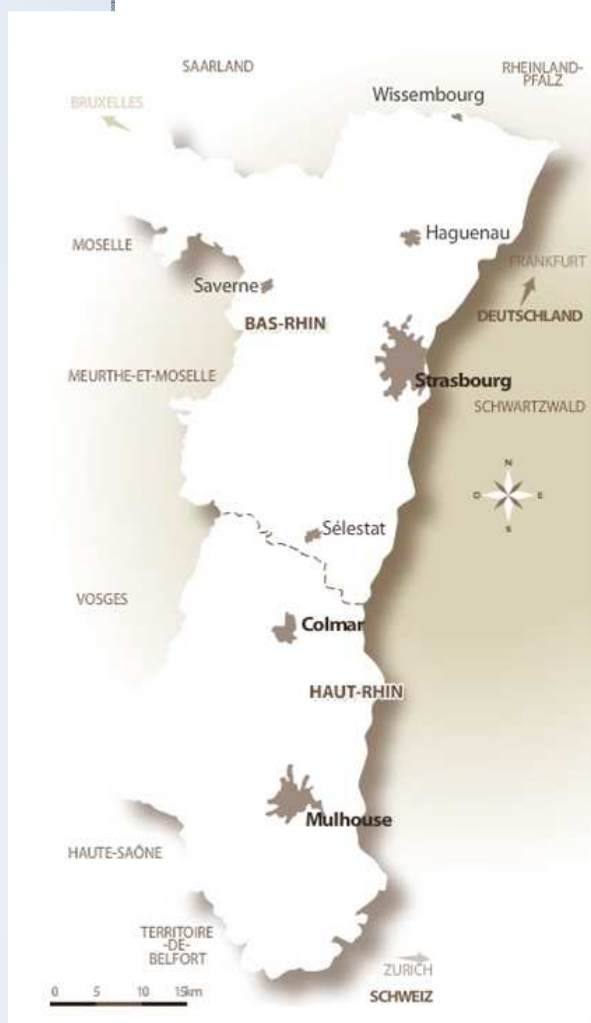 SAARLAND
RHEINLAND-
PFALZ
BRUXELLES
Wissembourg
Haguenau
MOSELLE
FRANKFURT
Saverne
DEUTSCHLAND
BAS-RHIN
MEURTHE-ET-MOSELLE
Strasbourg
SCHWARTZWALD
N
O E
S
Sélestat
VOSGES
Colmar
HAUT-RHIN
Mulhouse
HAUTE-SAÔNE
TERRITOIRE
-DE-
BELFORT
ZURICH
SCHWEIZ
0 5 10 15km